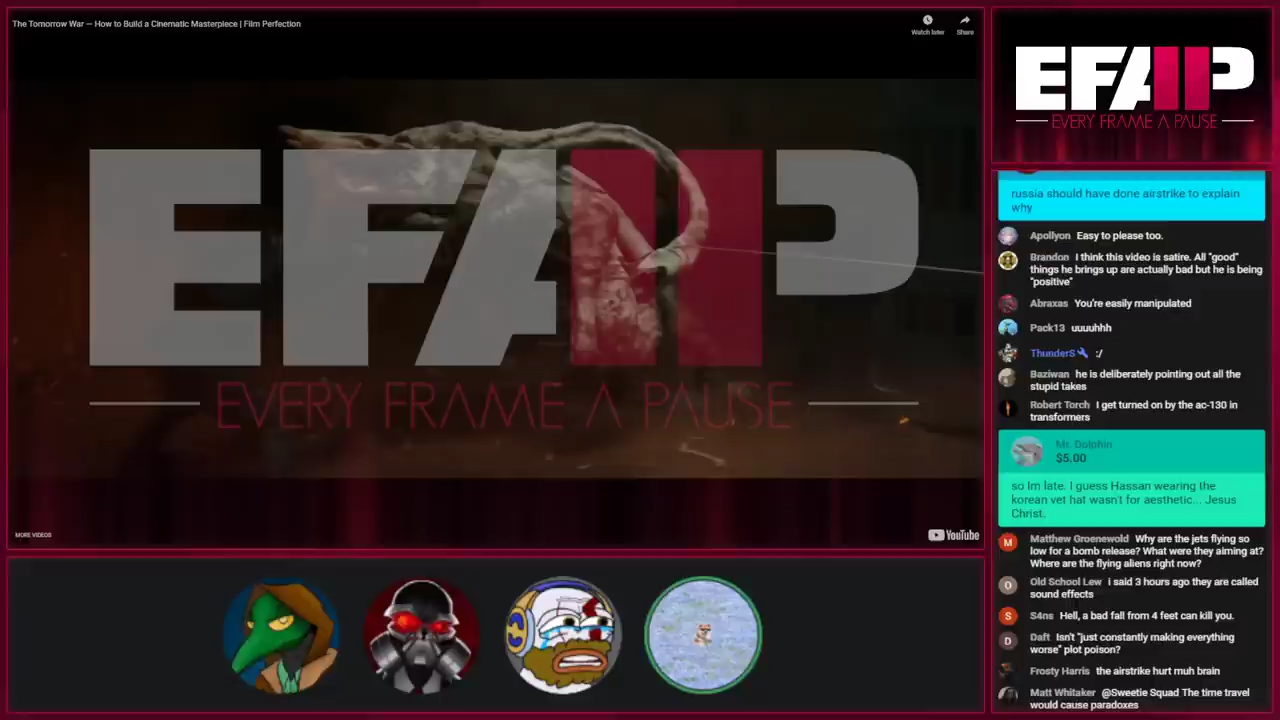 The Tomorrow War — How to Build a Cinematic Masterpiece | Film Perfection
Watch later
Share
EFAP
EVERY FRAME A PAUSE
MORE VIDEOS
YouTube
EFAP
EVERY FRAME A PAUSE
russia should have done airstrike to explain
why
Apollyon Easy to please too.
Brandon I think this video is satire. All "good"
things he brings up are actually bad but he is being
"positive"
Abraxas You're easily manipulated
Pack13 uuuuhhh
ThunderS :/
Baziwan he is deliberately pointing out all the
stupid takes
Robert Torch I get turned on by the ac-130 in
transformers
Mr. Dolphin
$5.00
so Im late. I guess Hassan wearing the
korean vet hat wasn't for aesthetic... Jesus
Christ.
M
Matthew Groenewold Why are the jets flying so
low for a bomb release? What were they aiming at?
Where are the flying aliens right now?
O
Old School Lew i said 3 hours ago they are called
sound effects
S
S4ns Hell, a bad fall from 4 feet can kill you.
D
Daft Isn't "just constantly making everything
worse" plot poison?
Frosty Harris the airstrike hurt muh brain
Matt Whitaker @Sweetie Squad The time travel
would cause paradoxes